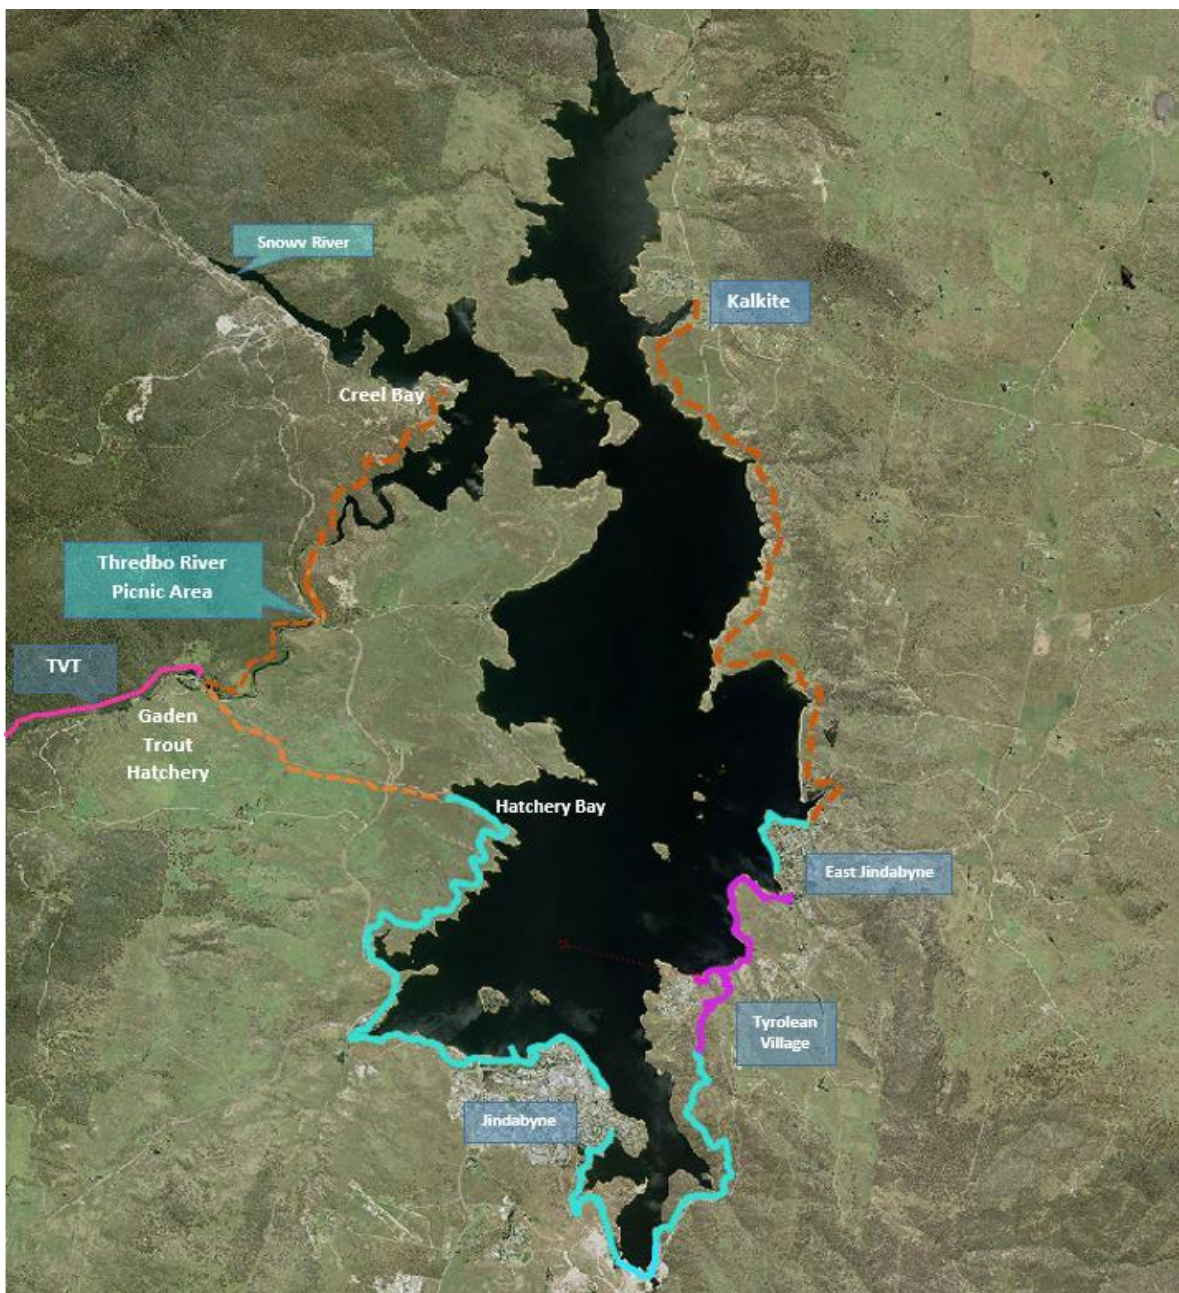 Snowv River
Kalkite
Creel Bay
Thredbo River
Picnic Area
TVT
Gaden
Trout
Hatchery
Hatchery Bay
East Jindabyne
Tyrolean
Village
Jindabyne